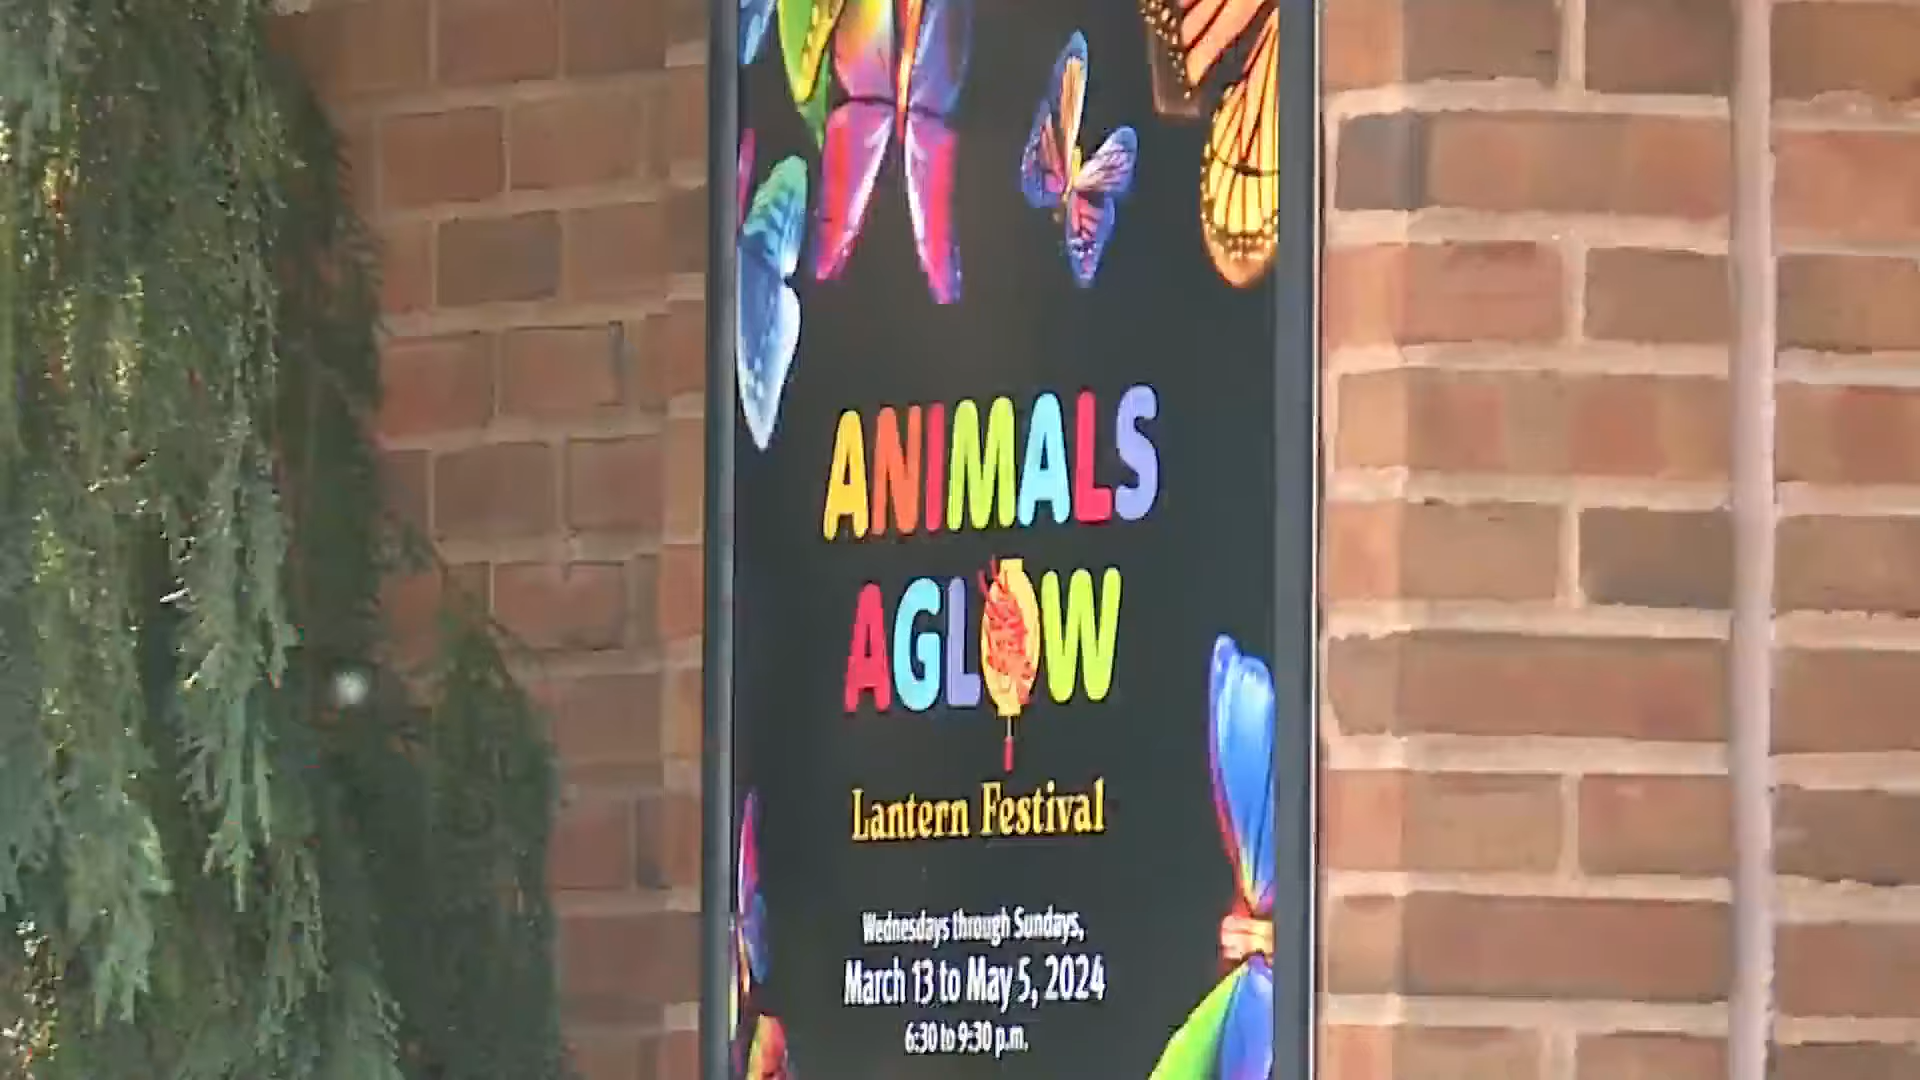 ANIMALS
AGLOW
Lantern Festival
Wednesdays through Sundays,
March 13 to May 5, 2024
6:30 to 9:30 p.m.